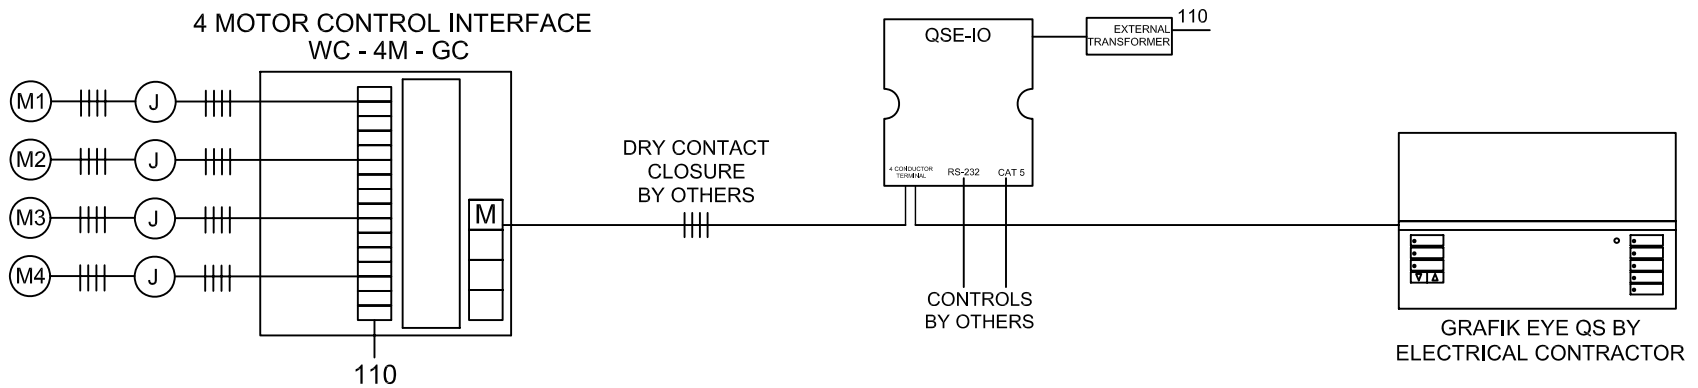 4 MOTOR CONTROL INTERFACE
WC - 4M - GC
M1
J
M2
J
M3
J
M4
J
M
110
DRY CONTACT
CLOSURE
BY OTHERS
QSE-IO
4 CONDUCTOR
TERMINAL
RS-232
CAT 5
EXTERNAL
TRANSFORMER
110
CONTROLS
BY OTHERS
GRAFIK EYE QS BY
ELECTRICAL CONTRACTOR